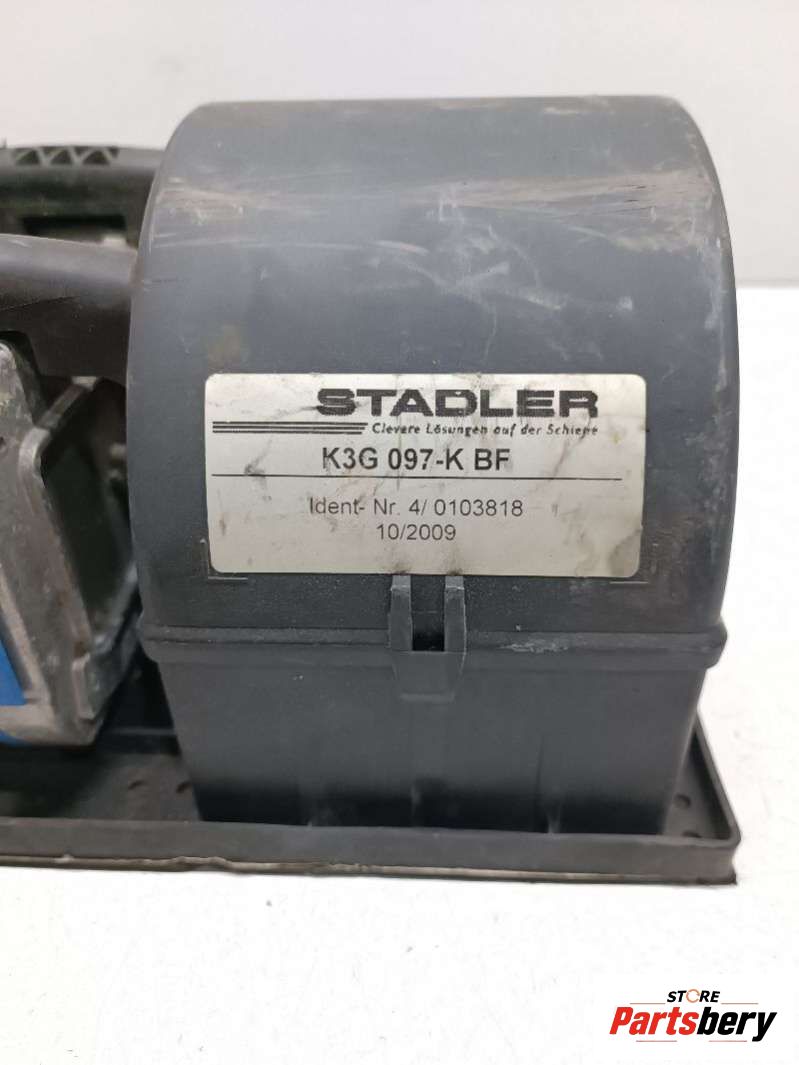 STADLER
Clevere Lösungen auf der Schiene
K3G 097-K BF
Ident- Nr. 4/ 0103818
10/2009
STORE
Partsbery